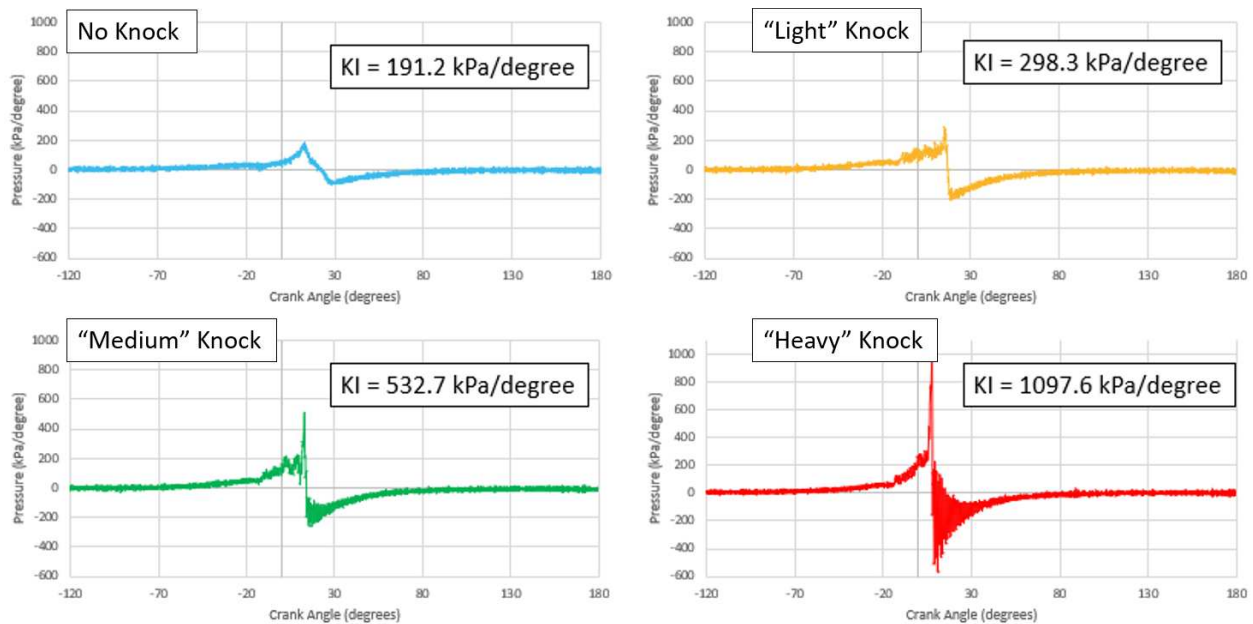 No Knock
KI = 191.2 kPa/degree
Pressure (kPa/degree)
1000
800
600
400
200
0
-200
-400
-600
-120 -70 -20 30 80 130 180
Crank Angle (degrees)
“Light” Knock
KI = 298.3 kPa/degree
Pressure (kPa/degree)
1000
800
600
400
200
0
-200
-400
-600
-120 -70 -20 30 80 130 180
Crank Angle (degrees)
“Medium” Knock
KI = 532.7 kPa/degree
Pressure (kPa/degree)
1000
800
600
400
200
0
-200
-400
-600
-120 -70 -20 30 80 130 180
Crank Angle (degrees)
“Heavy” Knock
KI = 1097.6 kPa/degree
Pressure (kPa/degree)
1000
800
600
400
200
0
-200
-400
-600
-120 -70 -20 30 80 130 180
Crank Angle (degrees)